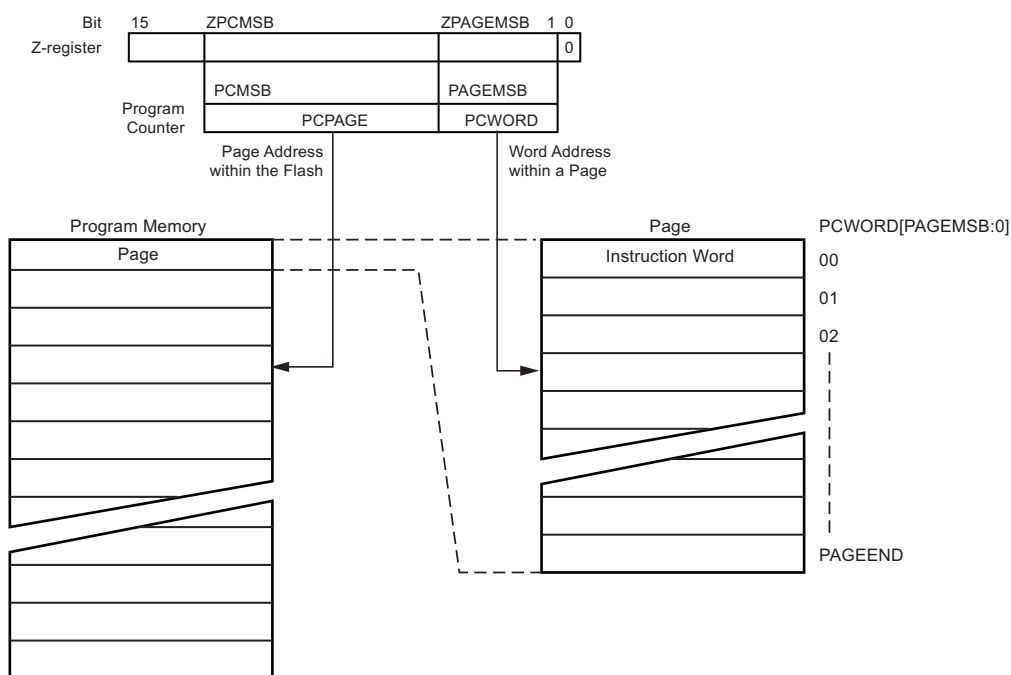 Bit 15 ZPCMSB ZPAGEMSB 1 0
Z-register 0
PCMSB PAGEMSB
Program
Counter
PCPAGE PCWORD
Page Address
within the Flash
Word Address
within a Page
Program Memory
Page
Page
Instruction Word
PCWORD[PAGEMSB:0]
00
01
02
PAGEEND